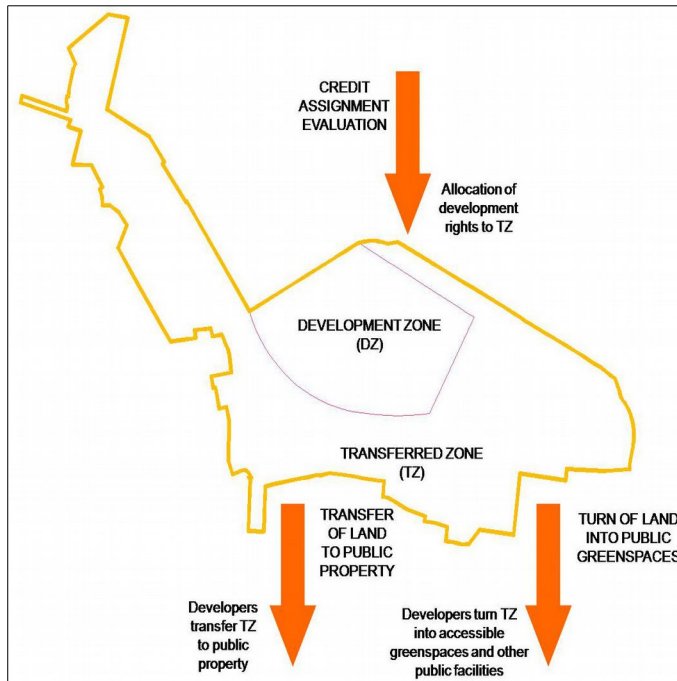 CREDIT
ASSIGNMENT
EVALUATION
Allocation of
development
rights to TZ
DEVELOPMENT ZONE
(DZ)
TRANSFERRED ZONE
(TZ)
TRANSFER
OF LAND
TO PUBLIC
PROPERTY
TURN OF LAND
INTO PUBLIC
GREENSPACES
Developers
transfer TZ
to public
property
Developers turn TZ
into accessible
greenspaces and other
public facilities